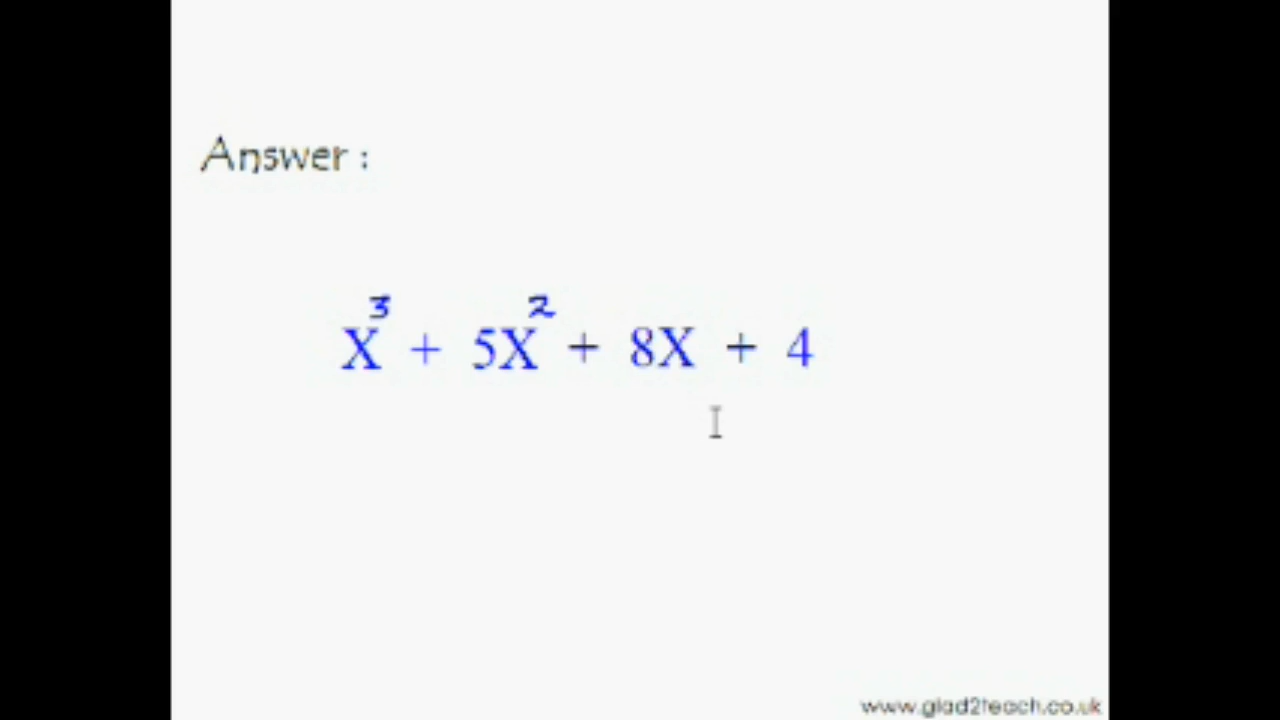 Answer :
X³ + 5X² + 8X + 4
www.glad2teach.co.uk